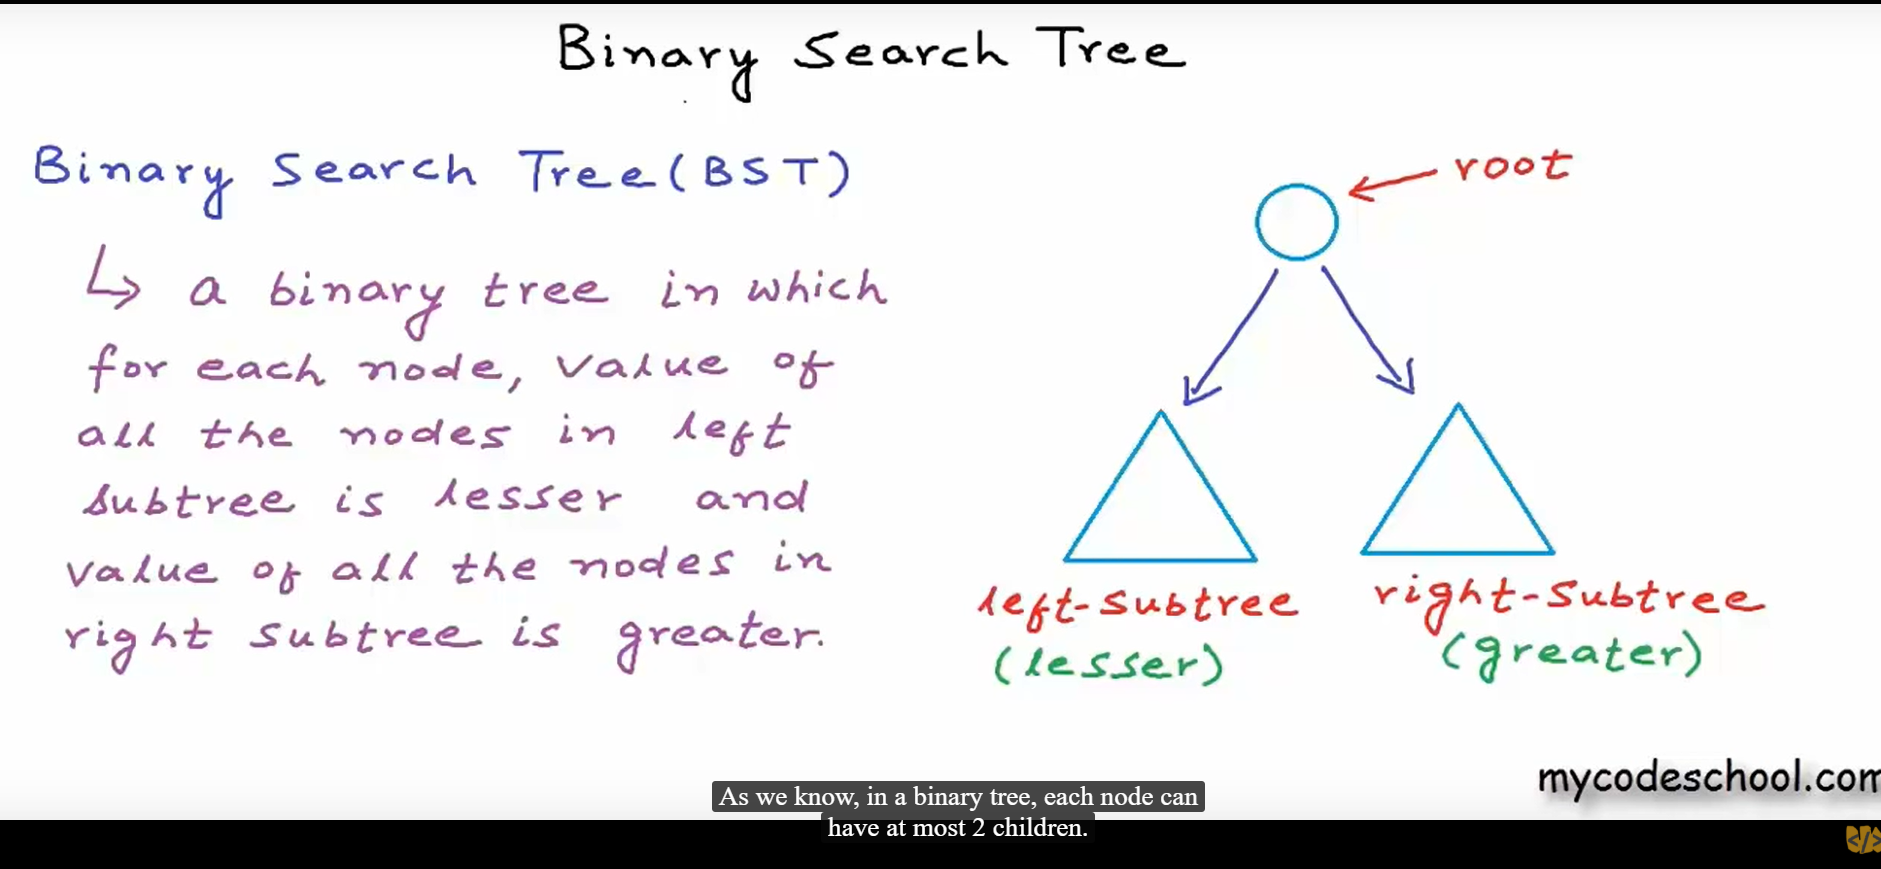 Binary Search Tree
Binary Search Tree (BST)
↳ a binary tree in which
for each node, value of
all the nodes in left
subtree is lesser and
value of all the nodes in
right subtree is greater.
root
left-subtree
(lesser)
right-subtree
(greater)
mycodeschool.com
As we know, in a binary tree, each node can
have at most 2 children.